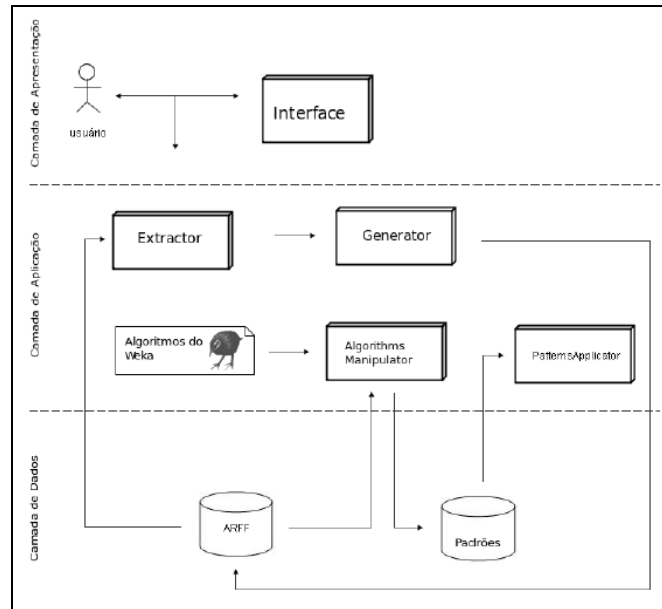 Camada de Apresentação
usuário
Interface
Camada de Aplicação
Extractor
Generator
Algoritmos do
Weka
Algorithms
Manipulator
PatternsApplicator
Camada de Dados
ARFF
Padrões